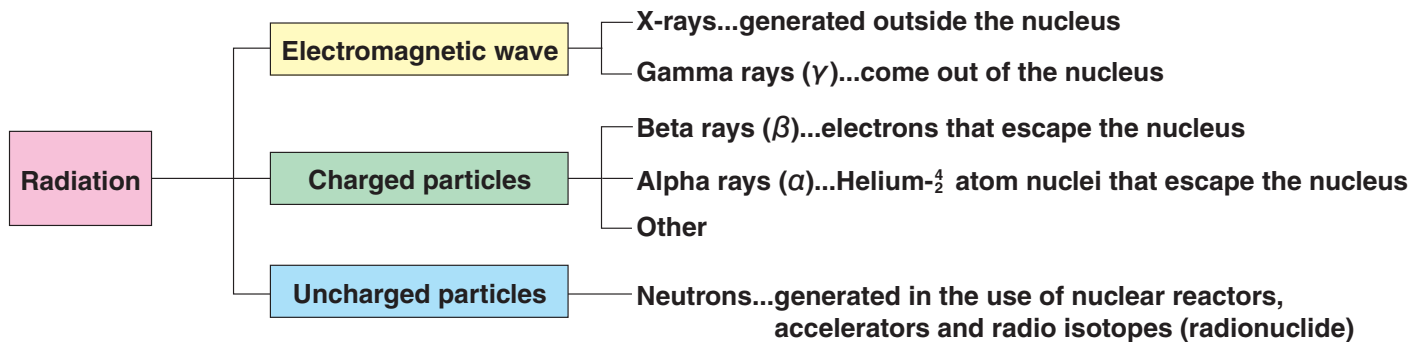 Radiation
Electromagnetic wave
X-rays...generated outside the nucleus
Gamma rays (γ)...come out of the nucleus
Charged particles
Beta rays (β)...electrons that escape the nucleus
Alpha rays (α)...Helium-⁴₂ atom nuclei that escape the nucleus
Other
Uncharged particles
Neutrons...generated in the use of nuclear reactors,
accelerators and radio isotopes (radionuclide)